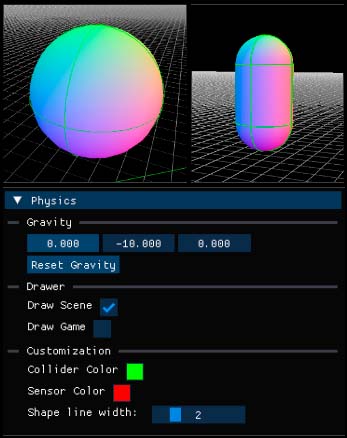 Physics
Gravity
0.000 -10.000 0.000
Reset Gravity
Drawer
Draw Scene
Draw Game
Customization
Collider Color
Sensor Color
Shape line width: 2